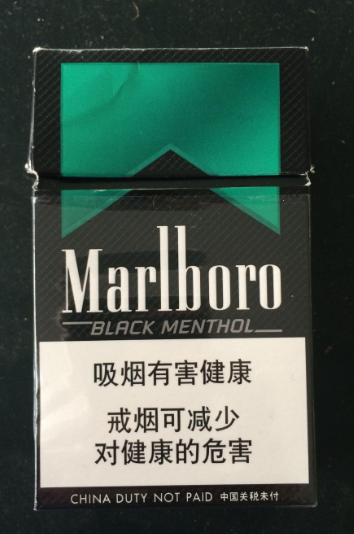 Marlboro
BLACK MENTHOL
吸烟有害健康
戒烟可减少
对健康的危害
CHINA DUTY NOT PAID 中国关税未付